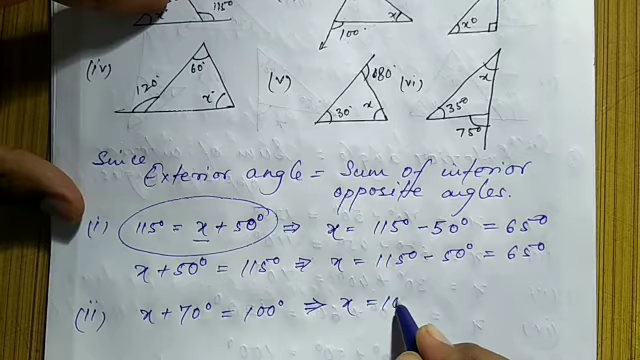 x° 115° 100° x x°
(iv) 120° 60° x° (v) 80° 30° x (vi) x 35° 75°
Since Exterior angle = Sum of interior
opposite angles.
(i) 115° = x + 50° ⇒ x = 115° - 50° = 65°
x + 50° = 115° ⇒ x = 115° - 50° = 65°
(ii) x + 70° = 100° ⇒ x = 10